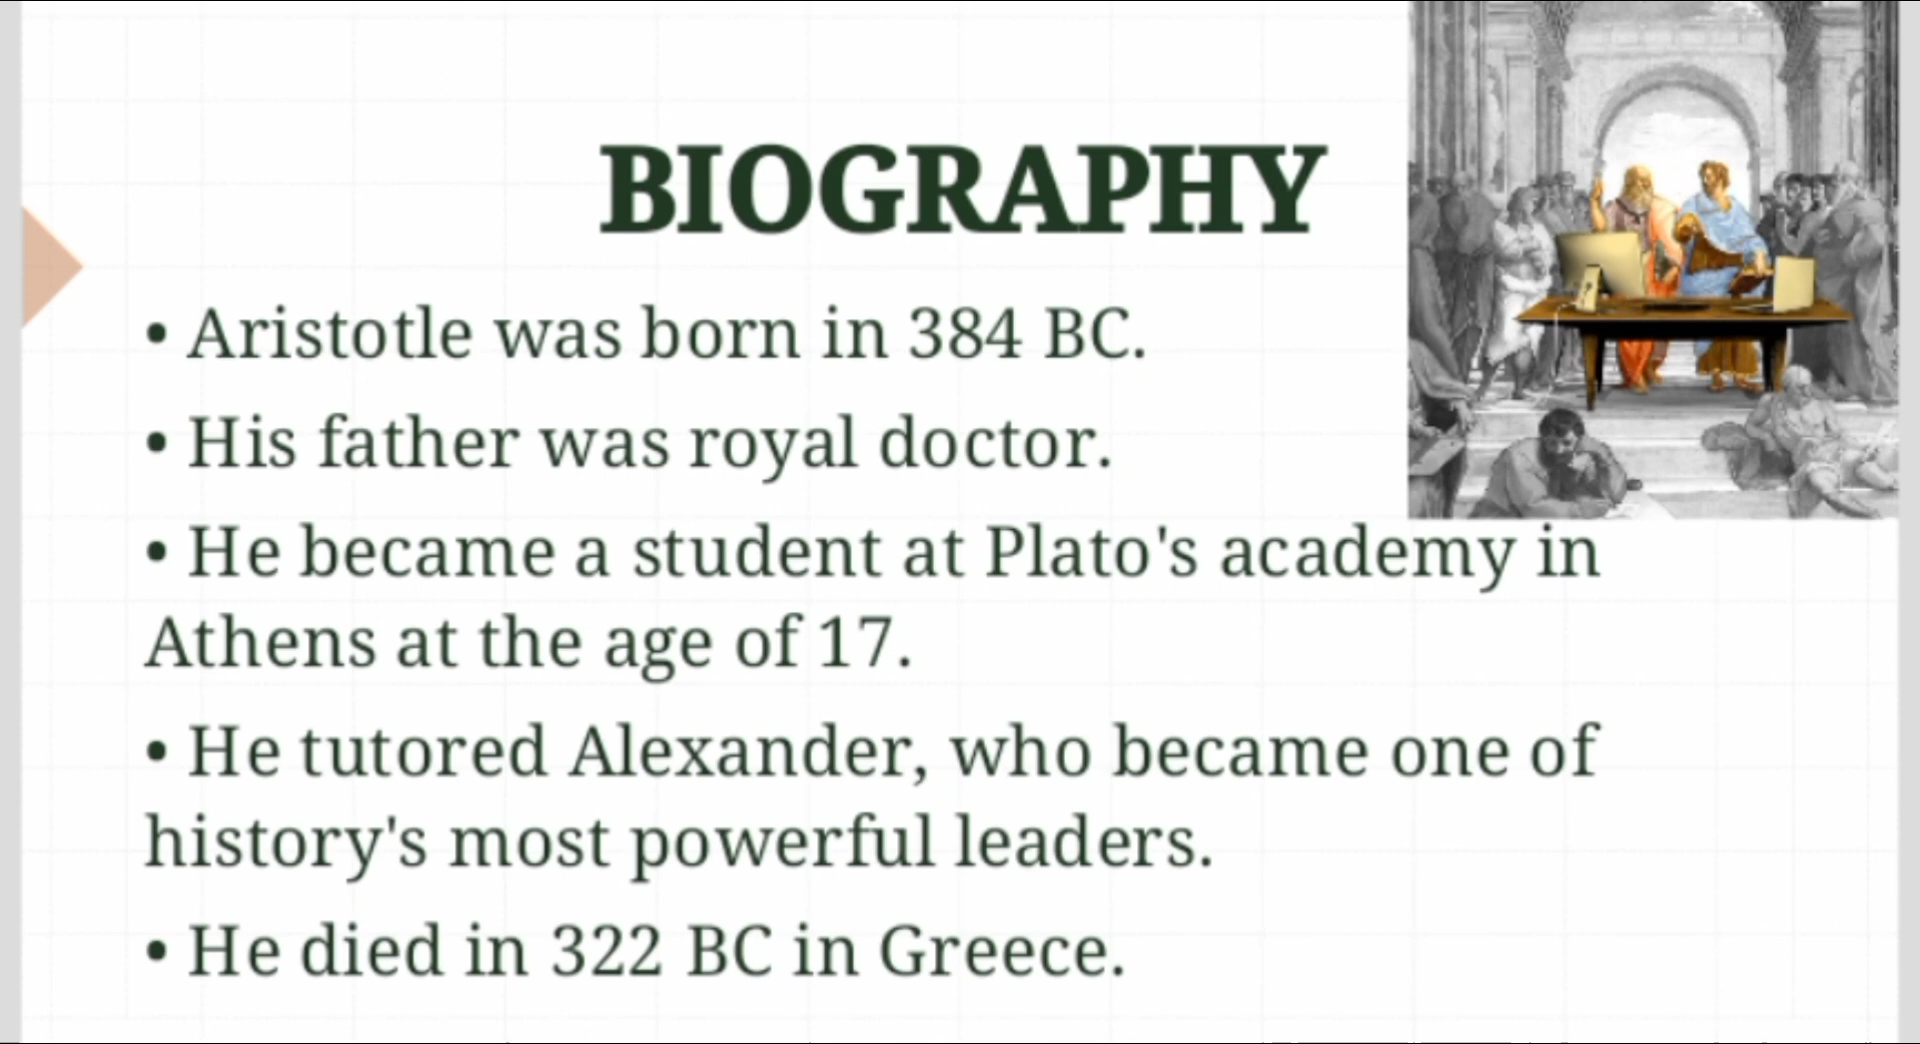 BIOGRAPHY
• Aristotle was born in 384 BC.
• His father was royal doctor.
• He became a student at Plato's academy in
Athens at the age of 17.
• He tutored Alexander, who became one of
history's most powerful leaders.
• He died in 322 BC in Greece.